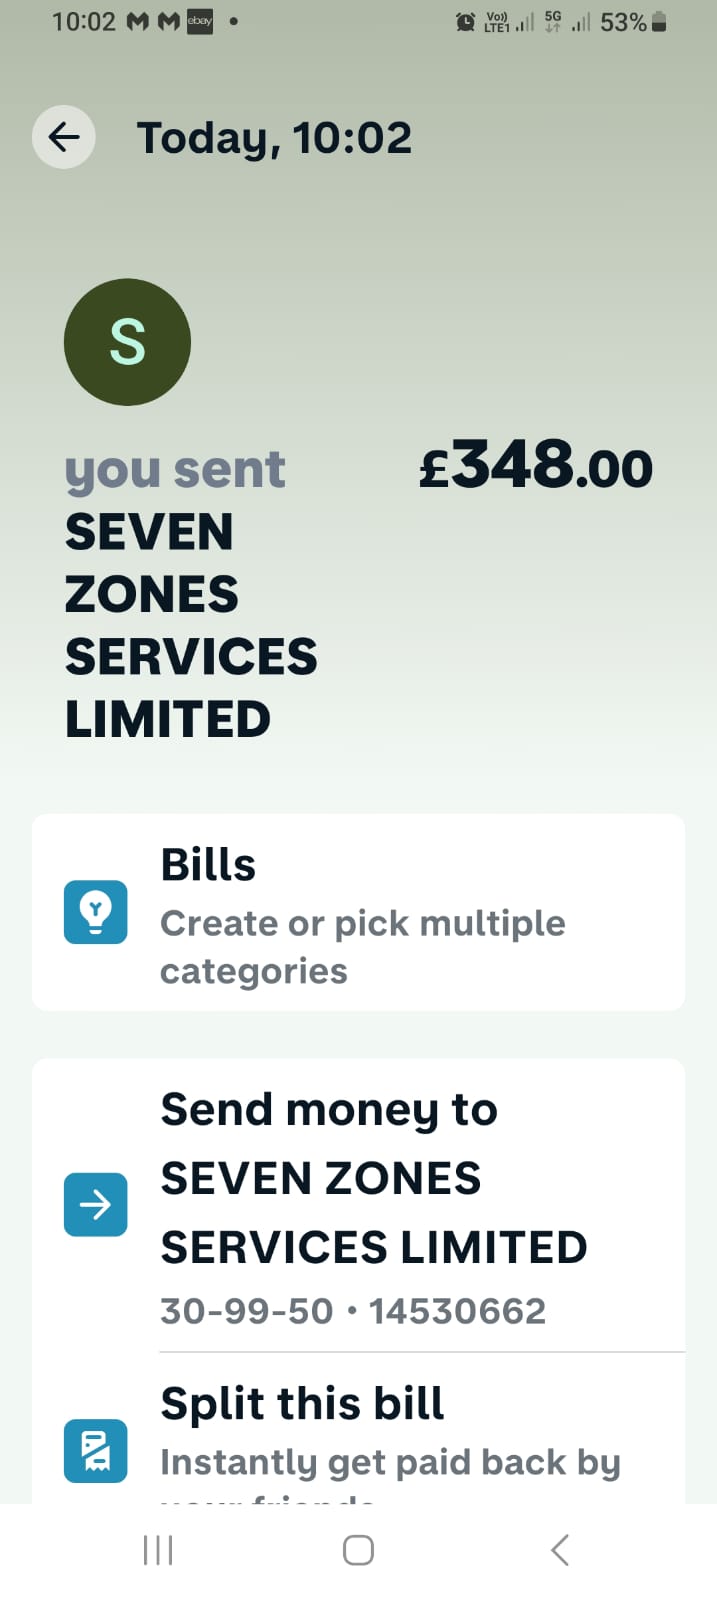 10:02 ebay Vo)) LTE1 5G 53%
Today, 10:02
S
you sent £348.00
SEVEN
ZONES
SERVICES
LIMITED
Bills
Create or pick multiple
categories
Send money to
SEVEN ZONES
SERVICES LIMITED
30-99-50 • 14530662
Split this bill
Instantly get paid back by